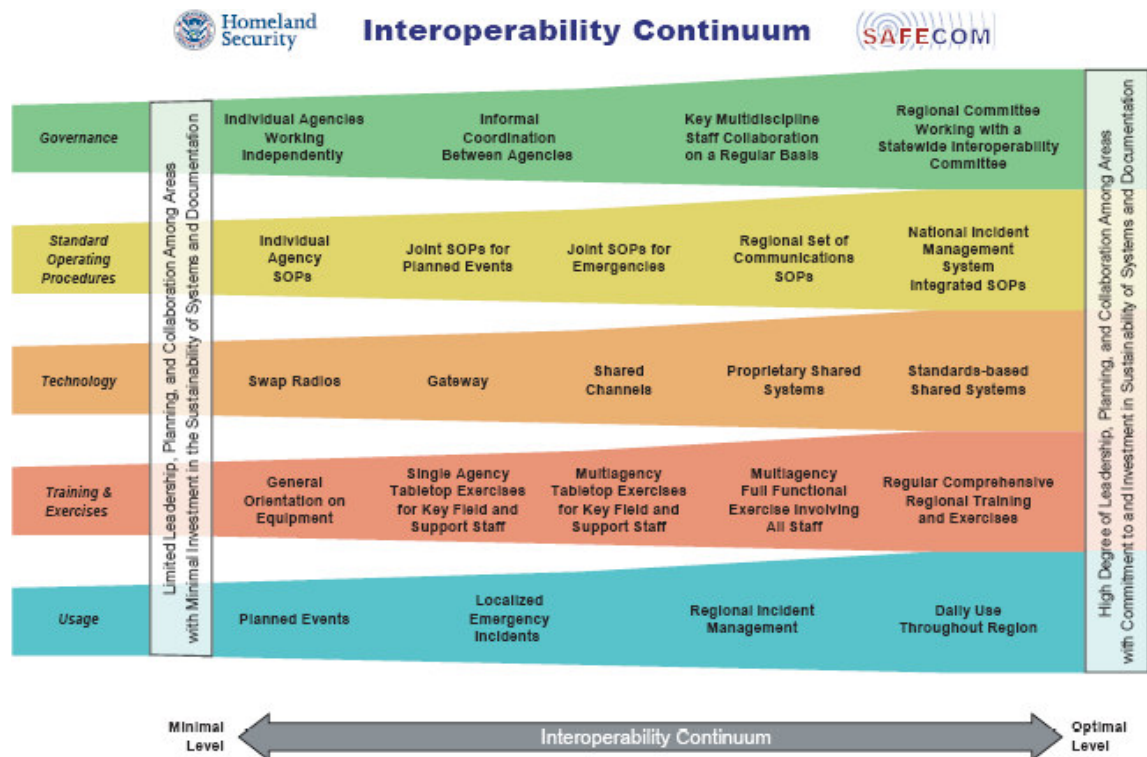 Homeland
Security
Interoperability Continuum
SAFECOM
Limited Leadership, Planning, and Collaboration Among Areas
with Minimal Investment in the Sustainability of Systems and Documentation
High Degree of Leadership, Planning, and Collaboration Among Areas
with Commitment to and Investment in Sustainability of Systems and Documentation
Governance
Individual Agencies
Working
Independently
Informal
Coordination
Between Agencies
Key Multidiscipline
Staff Collaboration
on a Regular Basis
Regional Committee
Working with a
Statewide Interoperability
Committee
Standard
Operating
Procedures
Individual
Agency
SOPs
Joint SOPs for
Planned Events
Joint SOPs for
Emergencies
Regional Set of
Communications
SOPs
National Incident
Management
System
Integrated SOPs
Technology
Swap Radios
Gateway
Shared
Channels
Proprietary Shared
Systems
Standards-based
Shared Systems
Training &
Exercises
General
Orientation on
Equipment
Single Agency
Tabletop Exercises
for Key Field and
Support Staff
Multiagency
Tabletop Exercises
for Key Field and
Support Staff
Multiagency
Full Functional
Exercise Involving
All Staff
Regular Comprehensive
Regional Training
and Exercises
Usage
Planned Events
Localized
Emergency
Incidents
Regional Incident
Management
Daily Use
Throughout Region
Minimal
Level
Interoperability Continuum
Optimal
Level